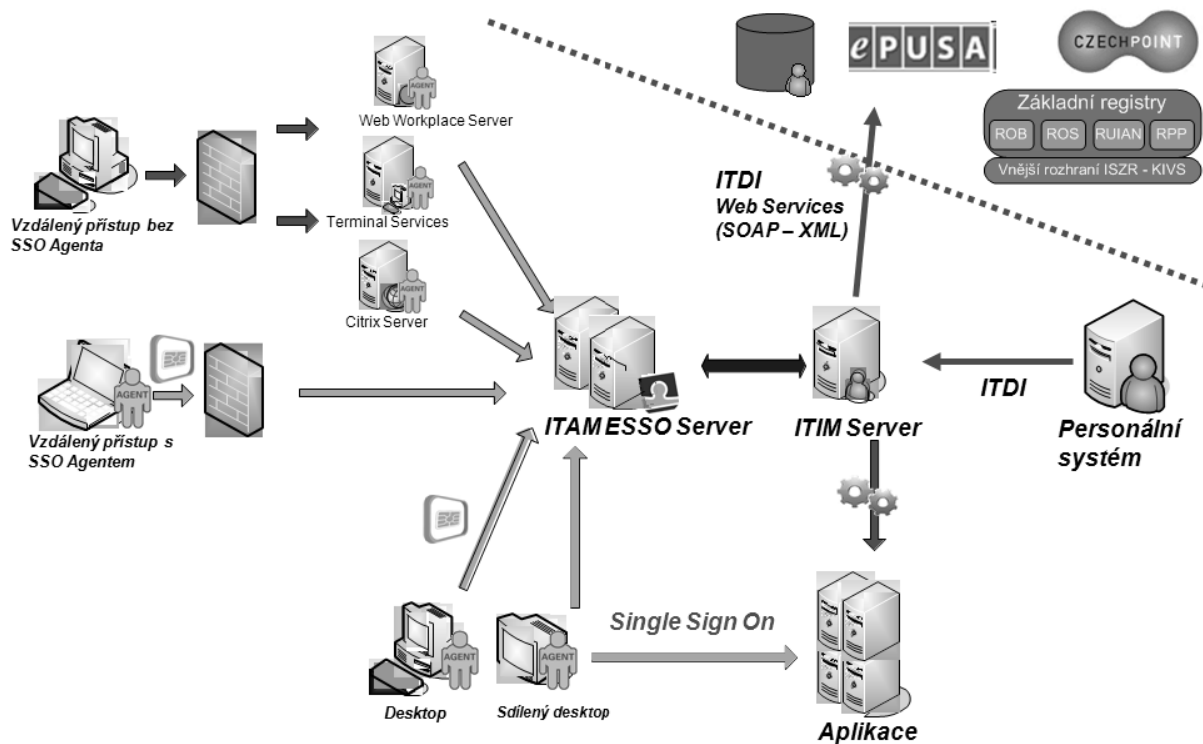 ePUSA
CZECHPOINT
Základní registry
ROB ROS RUIAN RPP
Vnější rozhraní ISZR - KIVS
AGENT
Web Workplace Server
AGENT
Terminal Services
AGENT
Citrix Server
Vzdálený přístup bez
SSO Agenta
ITDI
Web Services
(SOAP – XML)
AGENT
Vzdálený přístup s
SSO Agentem
ITAM ESSO Server
ITIM Server
ITDI
Personální
systém
AGENT
Desktop
AGENT
Sdílený desktop
Single Sign On
Aplikace